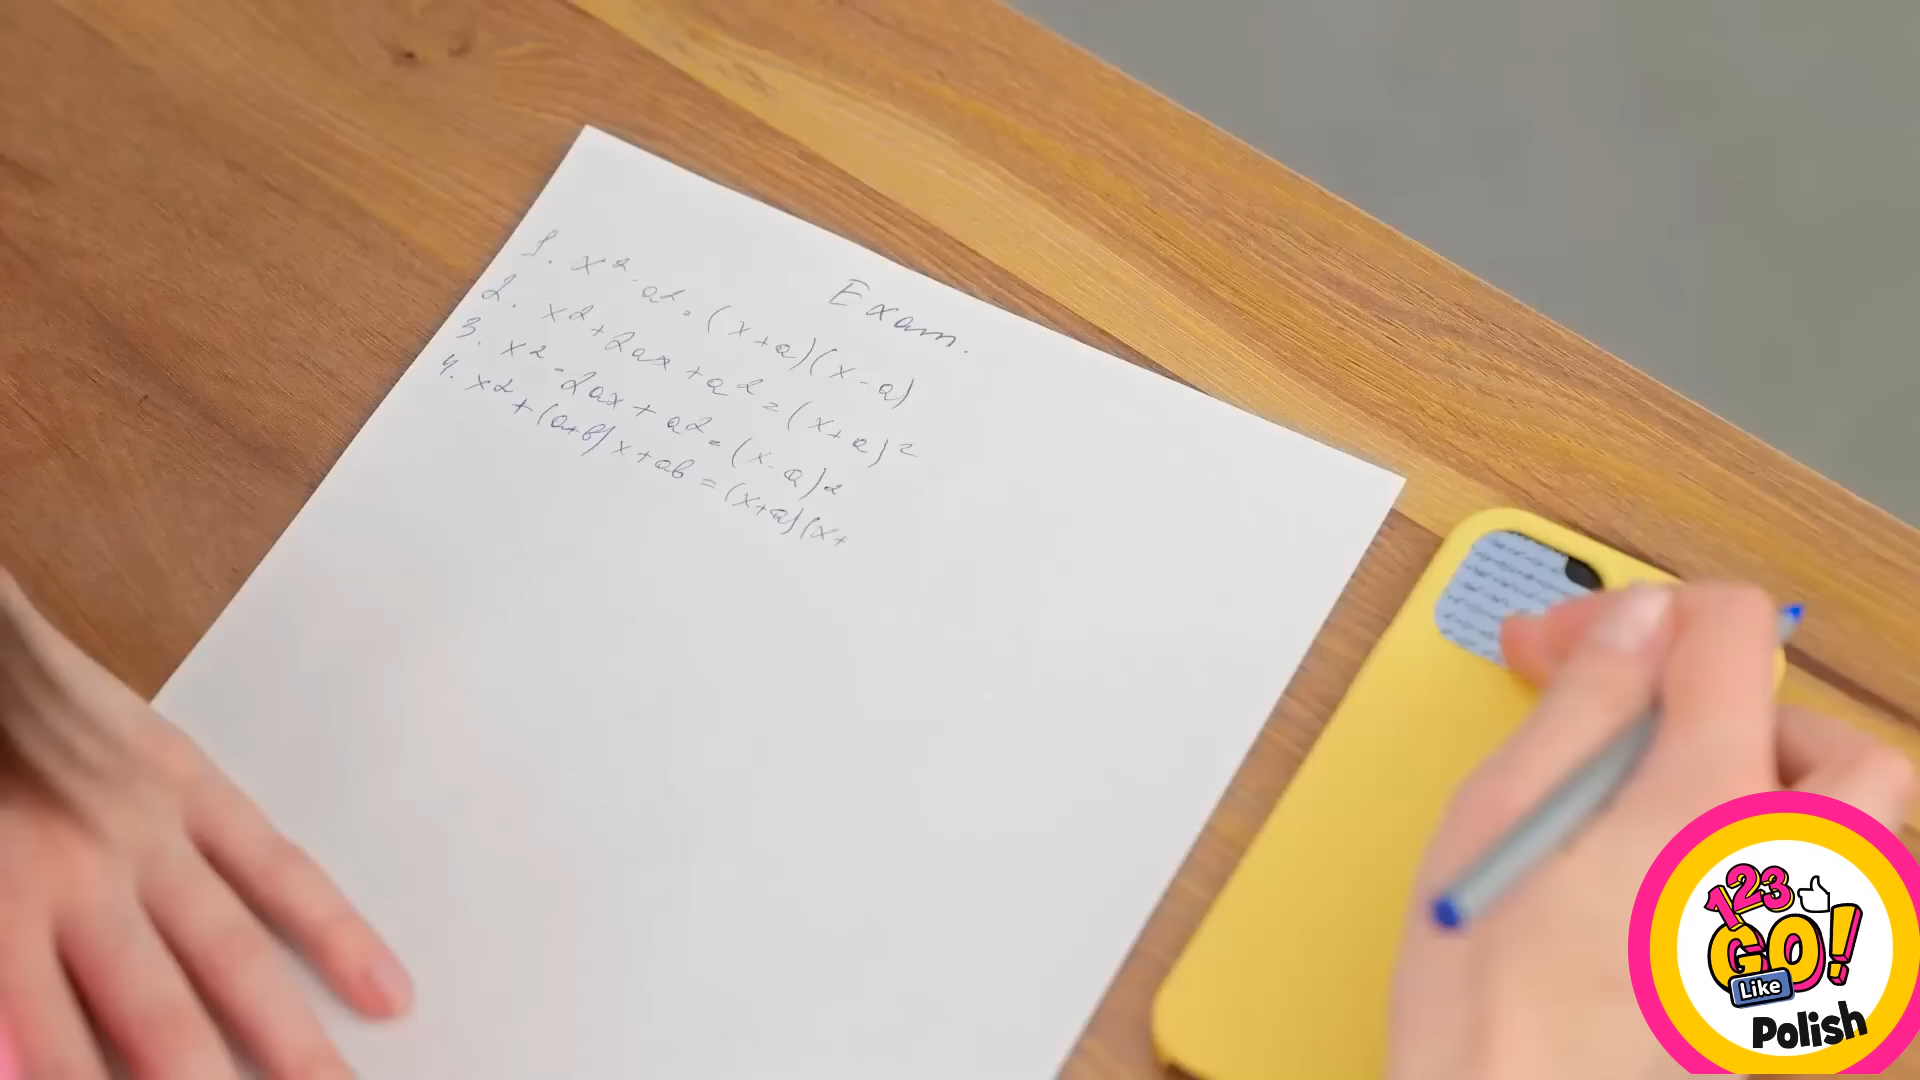 Exam.
1. x² - a² = (x+a)(x-a)
2. x² + 2ax + a² = (x+a)²
3. x² - 2ax + a² = (x-a)²
4. x² + (a+b)x + ab = (x+a)(x+
123
GO!
Like
Polish